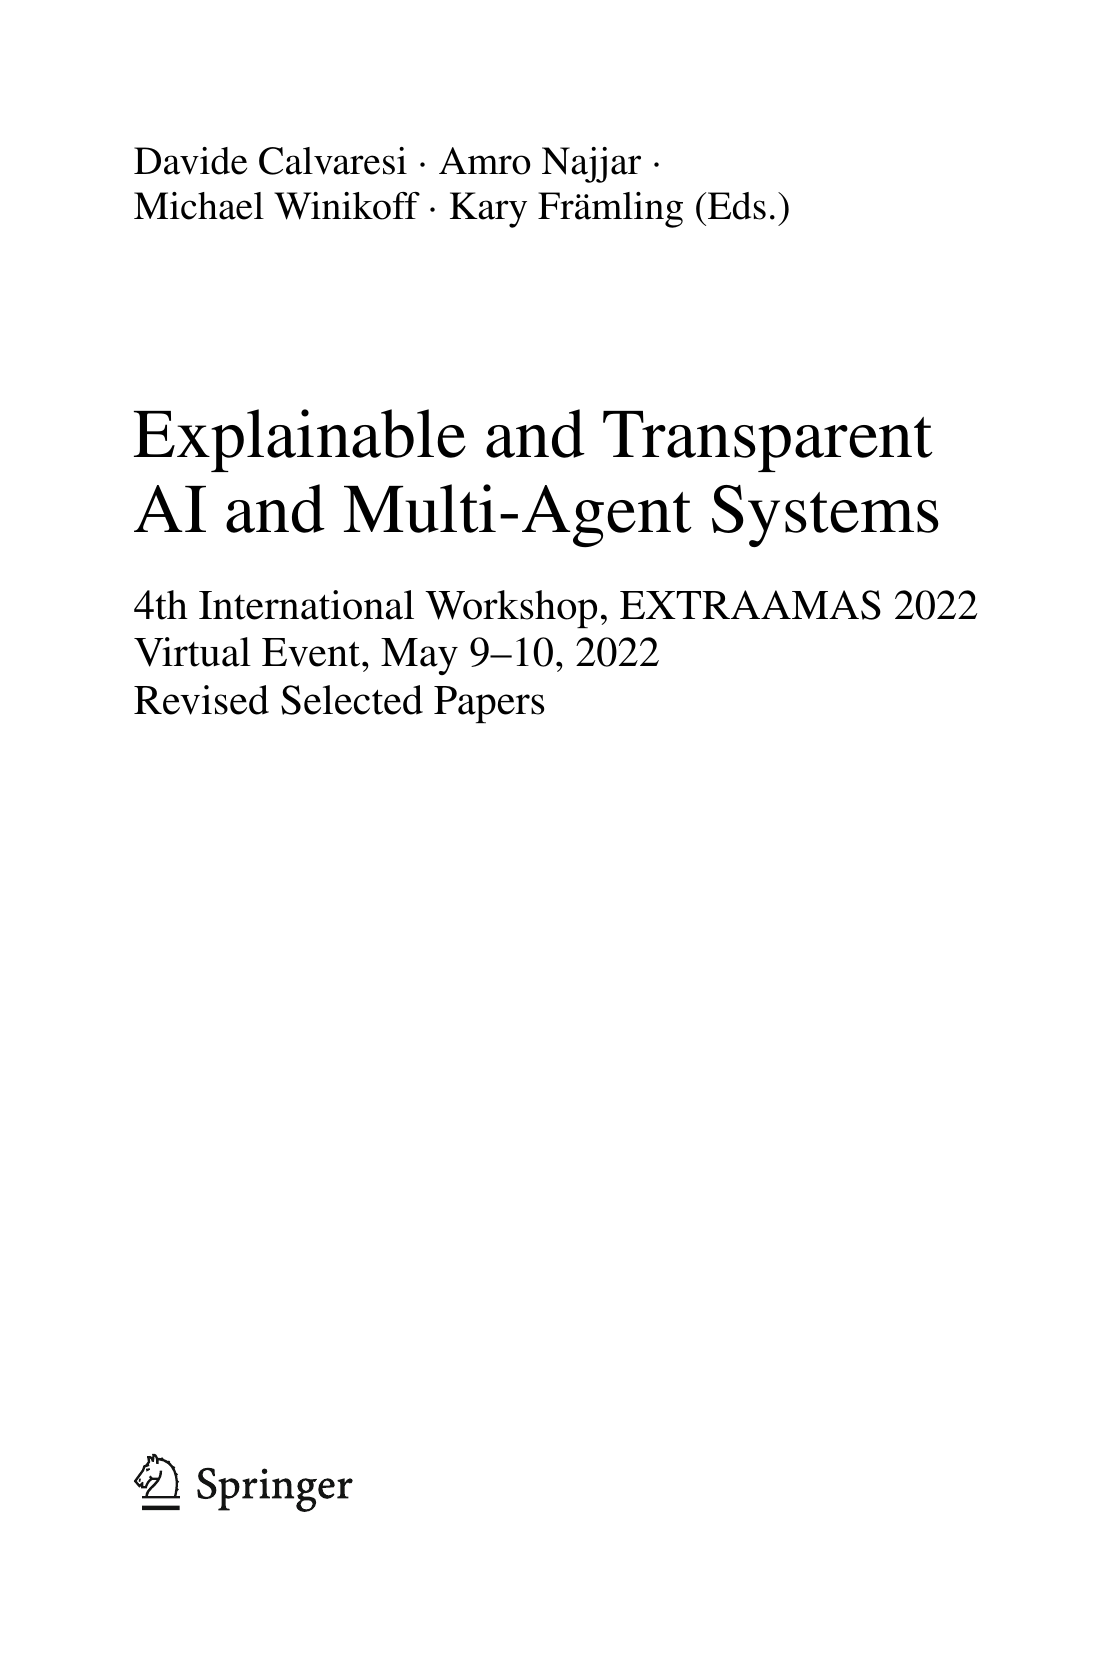 Davide Calvaresi · Amro Najjar ·
Michael Winikoff · Kary Främling (Eds.)
Explainable and Transparent
AI and Multi-Agent Systems
4th International Workshop, EXTRAAMAS 2022
Virtual Event, May 9–10, 2022
Revised Selected Papers
Springer